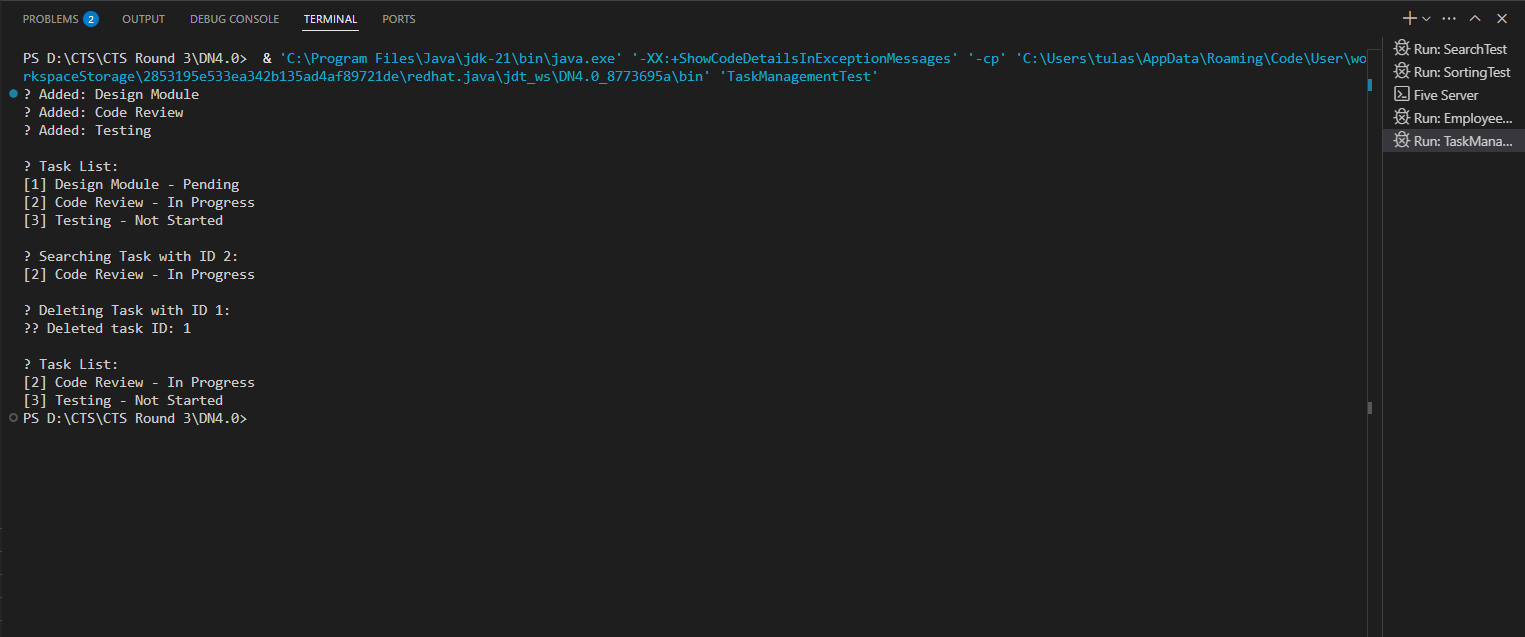 PROBLEMS 2 OUTPUT DEBUG CONSOLE TERMINAL PORTS
PS D:\CTS\CTS Round 3\DN4.0>  & 'C:\Program Files\Java\jdk-21\bin\java.exe' '-XX:+ShowCodeDetailsInExceptionMessages' '-cp' 'C:\Users\tulas\AppData\Roaming\Code\User\wo
rkspaceStorage\2853195e533ea342b135ad4af89721de\redhat.java\jdt_ws\DN4.0_8773695a\bin' 'TaskManagementTest'
? Added: Design Module
? Added: Code Review
? Added: Testing
? Task List:
[1] Design Module - Pending
[2] Code Review - In Progress
[3] Testing - Not Started
? Searching Task with ID 2:
[2] Code Review - In Progress
? Deleting Task with ID 1:
?? Deleted task ID: 1
? Task List:
[2] Code Review - In Progress
[3] Testing - Not Started
PS D:\CTS\CTS Round 3\DN4.0>
Run: SearchTest
Run: SortingTest
Five Server
Run: Employee...
Run: TaskMana...